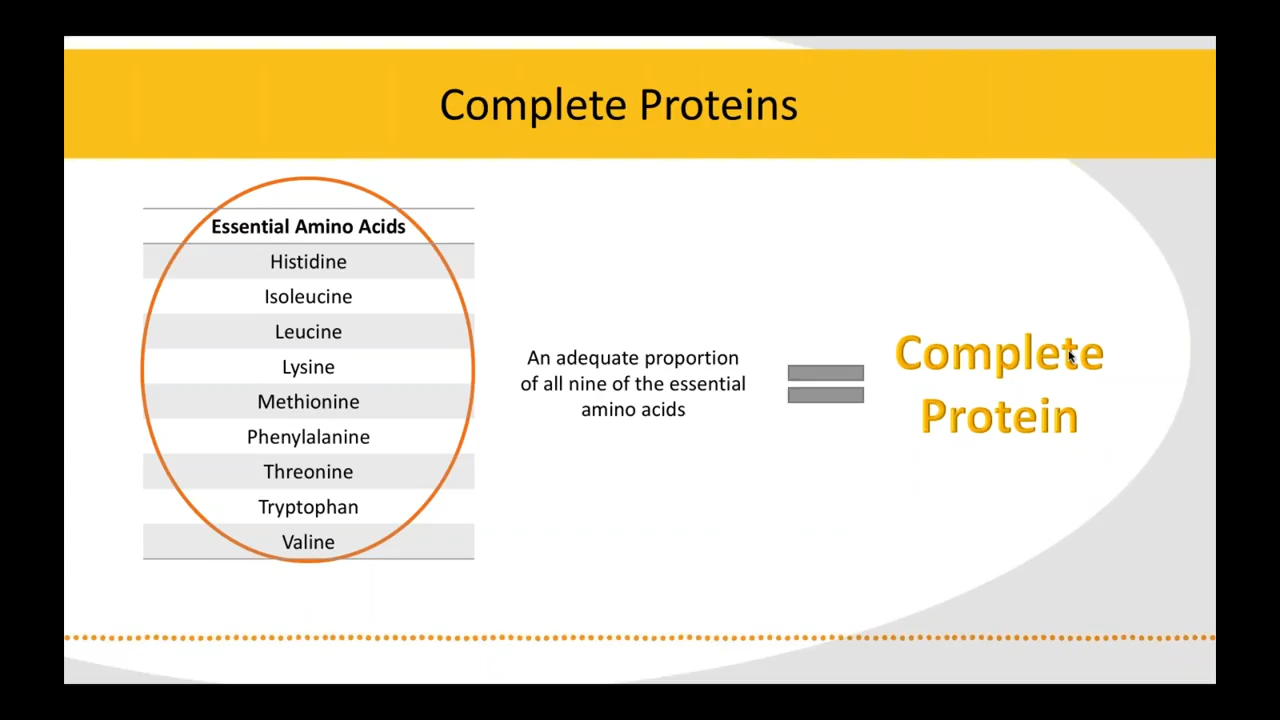 Complete Proteins
Essential Amino Acids
Histidine
Isoleucine
Leucine
Lysine
Methionine
Phenylalanine
Threonine
Tryptophan
Valine
An adequate proportion
of all nine of the essential
amino acids
Complete
Protein